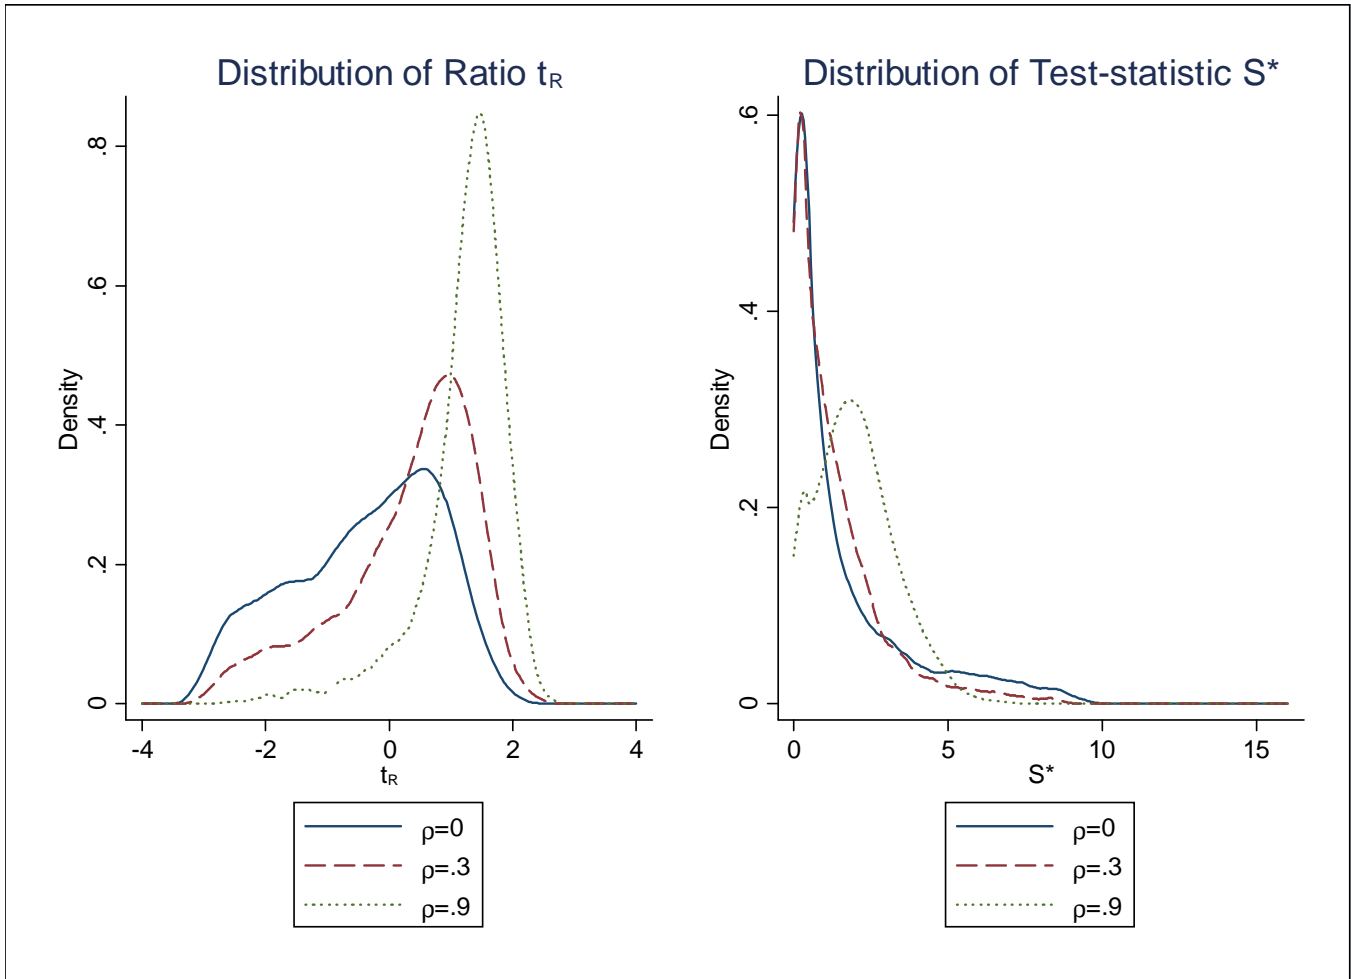 Distribution of Ratio tR
Density
0
.2
.4
.6
.8
-4
-2
0
2
4
tR
ρ=0
ρ=.3
ρ=.9
Distribution of Test-statistic S*
Density
0
.2
.4
.6
0
5
10
15
S*
ρ=0
ρ=.3
ρ=.9